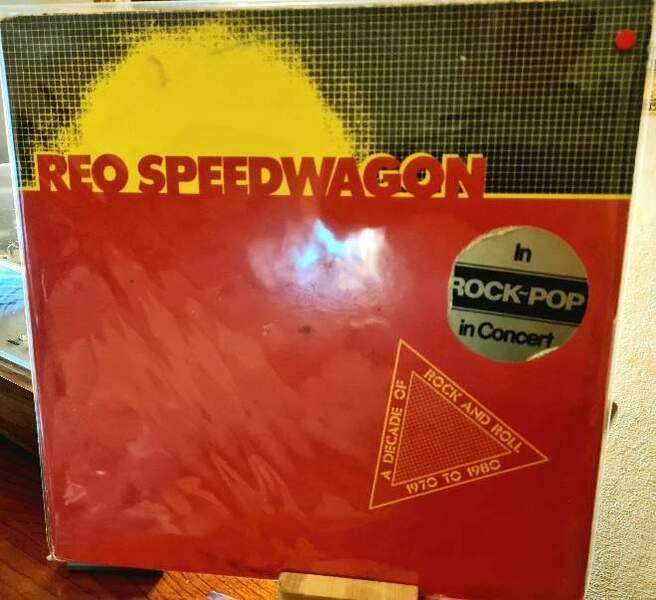 REO SPEEDWAGON
In
ROCK-POP
in Concert
A DECADE OF
ROCK AND ROLL
1970 TO 1980